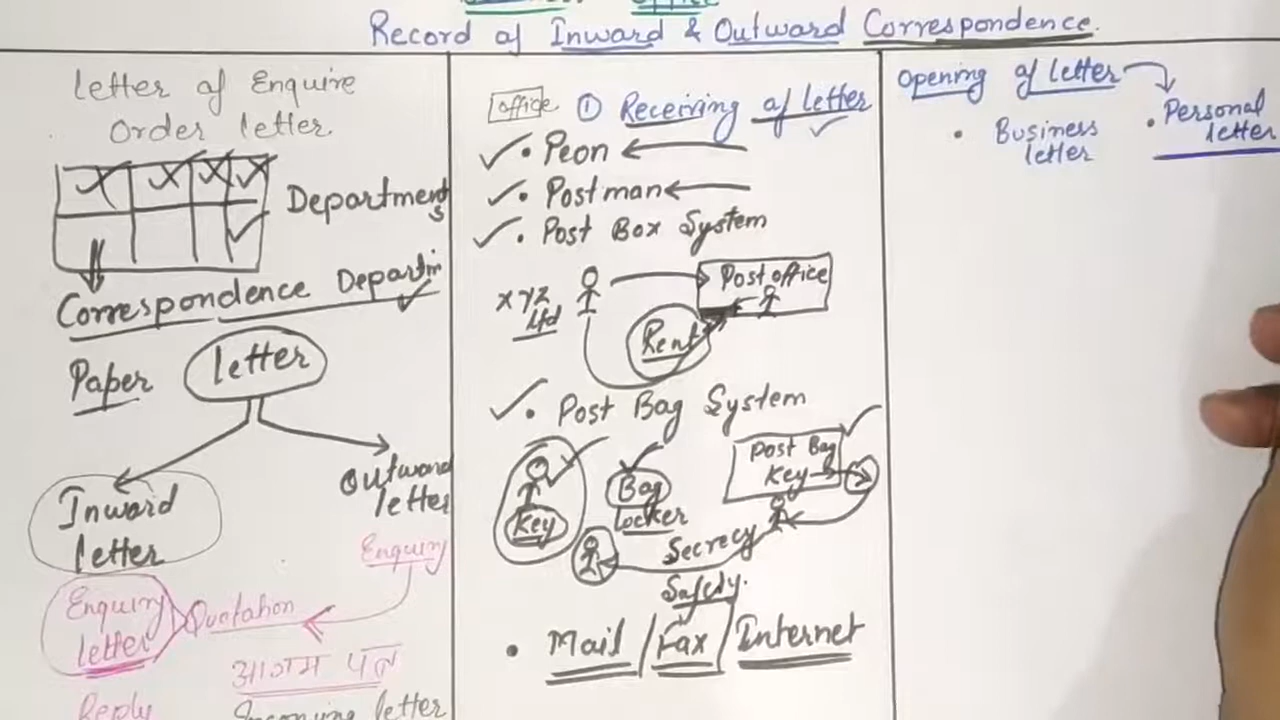 Record of Inward & Outward Correspondence.
letter of Enquire
Order letter
Departments
Correspondence Departm
Paper
letter
Inward
letter
Outward
letter
Enquiry
Enquiry
letter
Quotation
आगम पत्र
Reply
Incoming letter
Office
① Receiving of letter
• Peon
• Postman
• Post Box System
xyz
Ltd
Post office
Rent
• Post Bag System
Key
Bag
Locker
Post Bag
Key
Secrecy
Safety.
• Mail / Fax / Internet
Opening of letter
• Business
letter
• Personal
letter